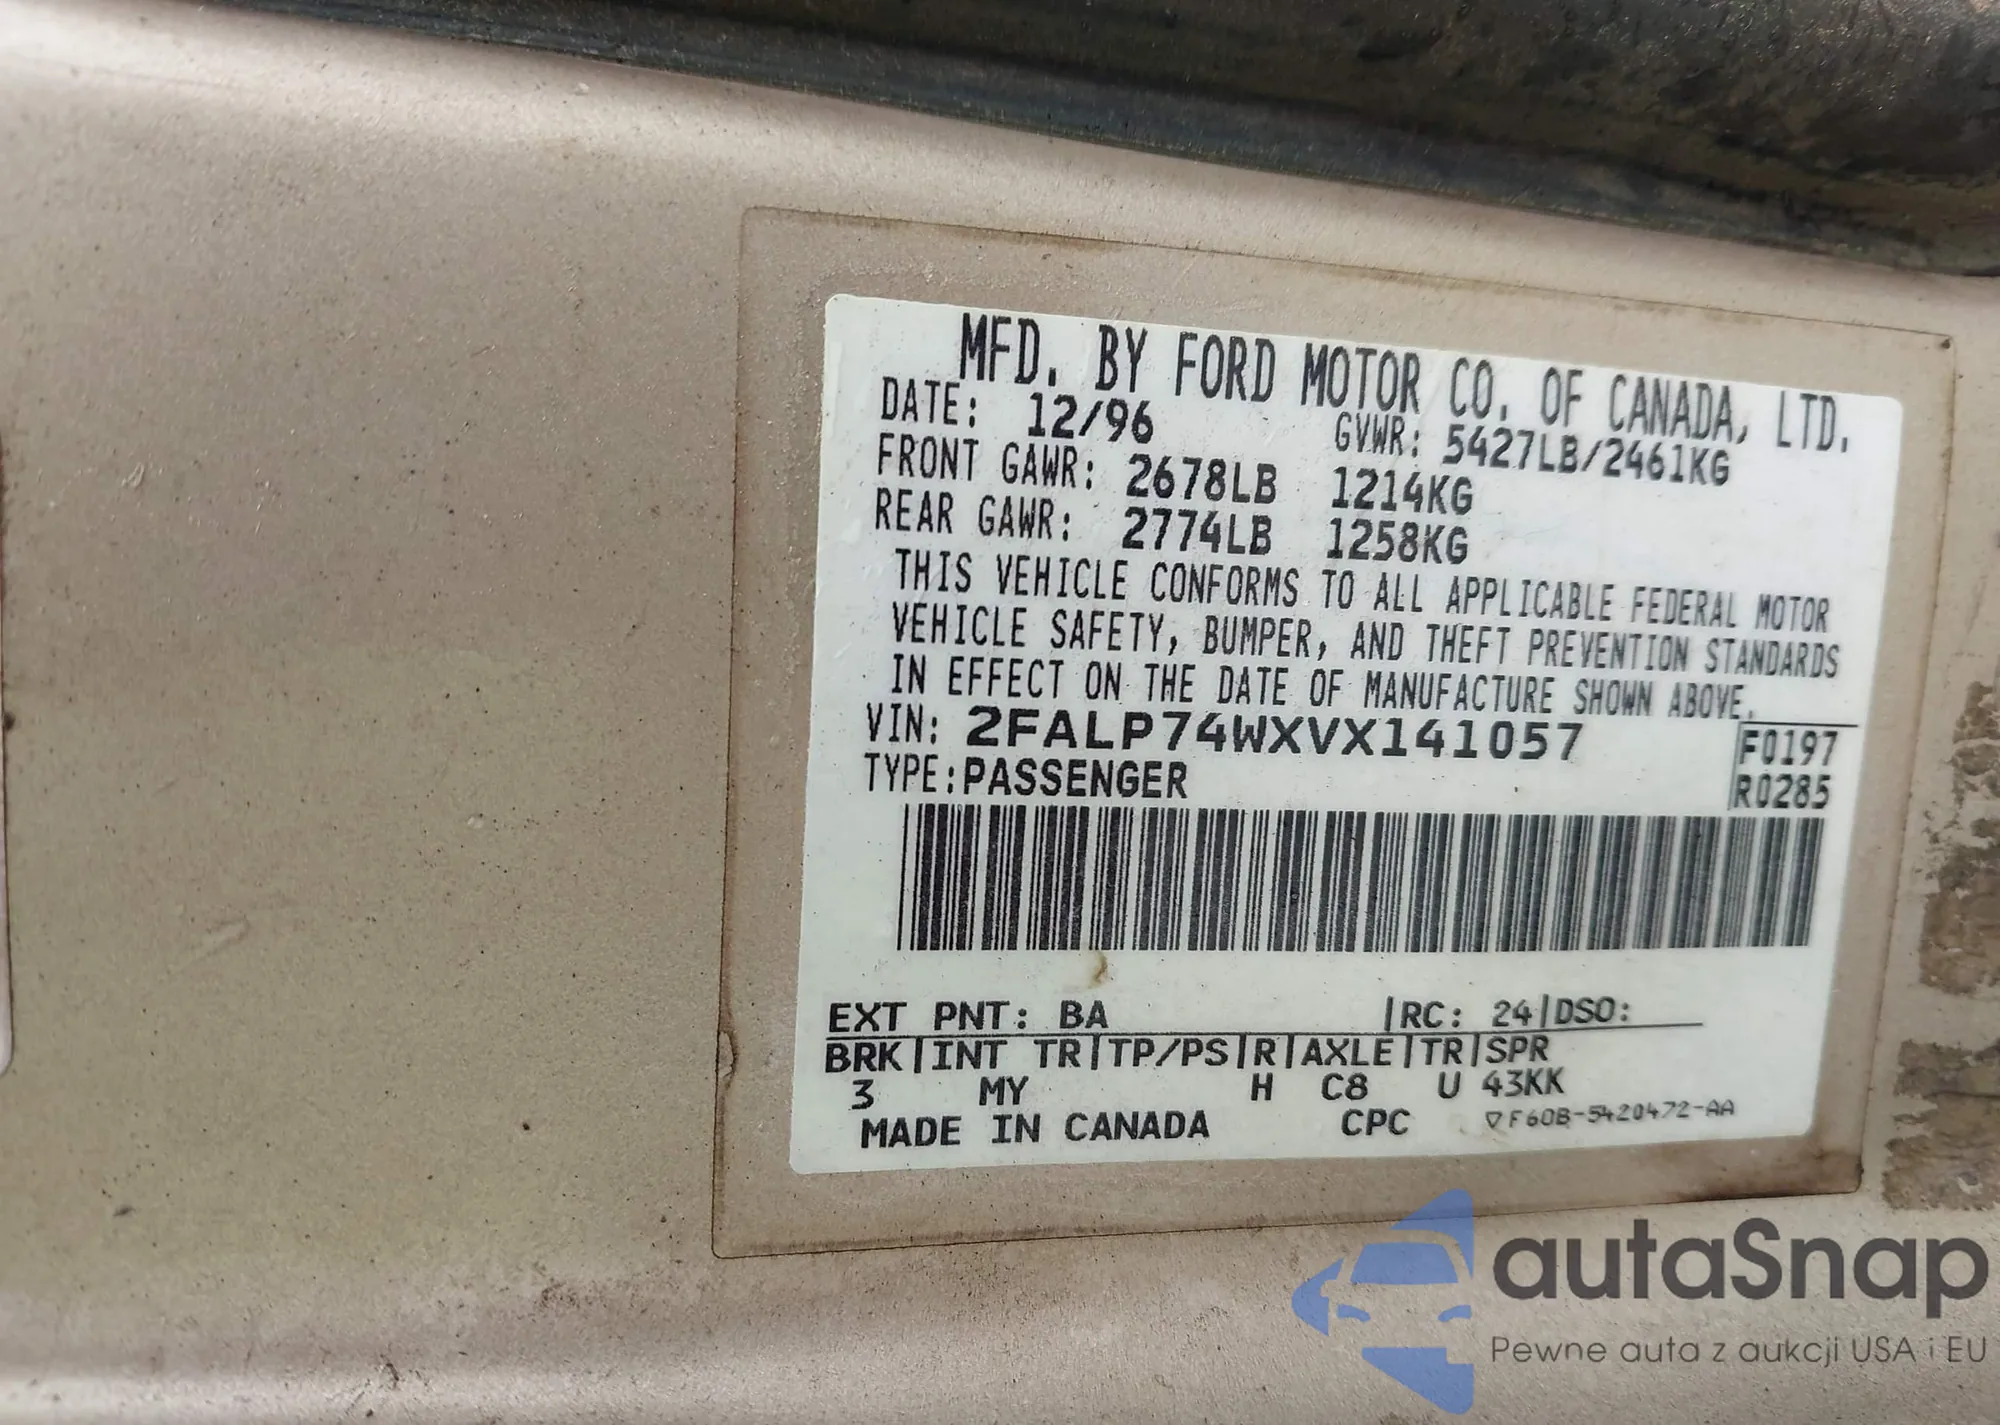 MFD. BY FORD MOTOR CO. OF CANADA, LTD.
DATE: 12/96 GVWR: 5427LB/2461KG
FRONT GAWR: 2678LB 1214KG
REAR GAWR: 2774LB 1258KG
THIS VEHICLE CONFORMS TO ALL APPLICABLE FEDERAL MOTOR
VEHICLE SAFETY, BUMPER, AND THEFT PREVENTION STANDARDS
IN EFFECT ON THE DATE OF MANUFACTURE SHOWN ABOVE.
VIN: 2FALP74WXVX141057 F0197
TYPE: PASSENGER R0285
EXT PNT: BA |RC: 24|DSO:
BRK|INT TR|TP/PS|R|AXLE|TR|SPR
3 MY H C8 U 43KK
MADE IN CANADA CPC ▽F60B-5420472-AA
autaSnap
Pewne auta z aukcji USA i EU